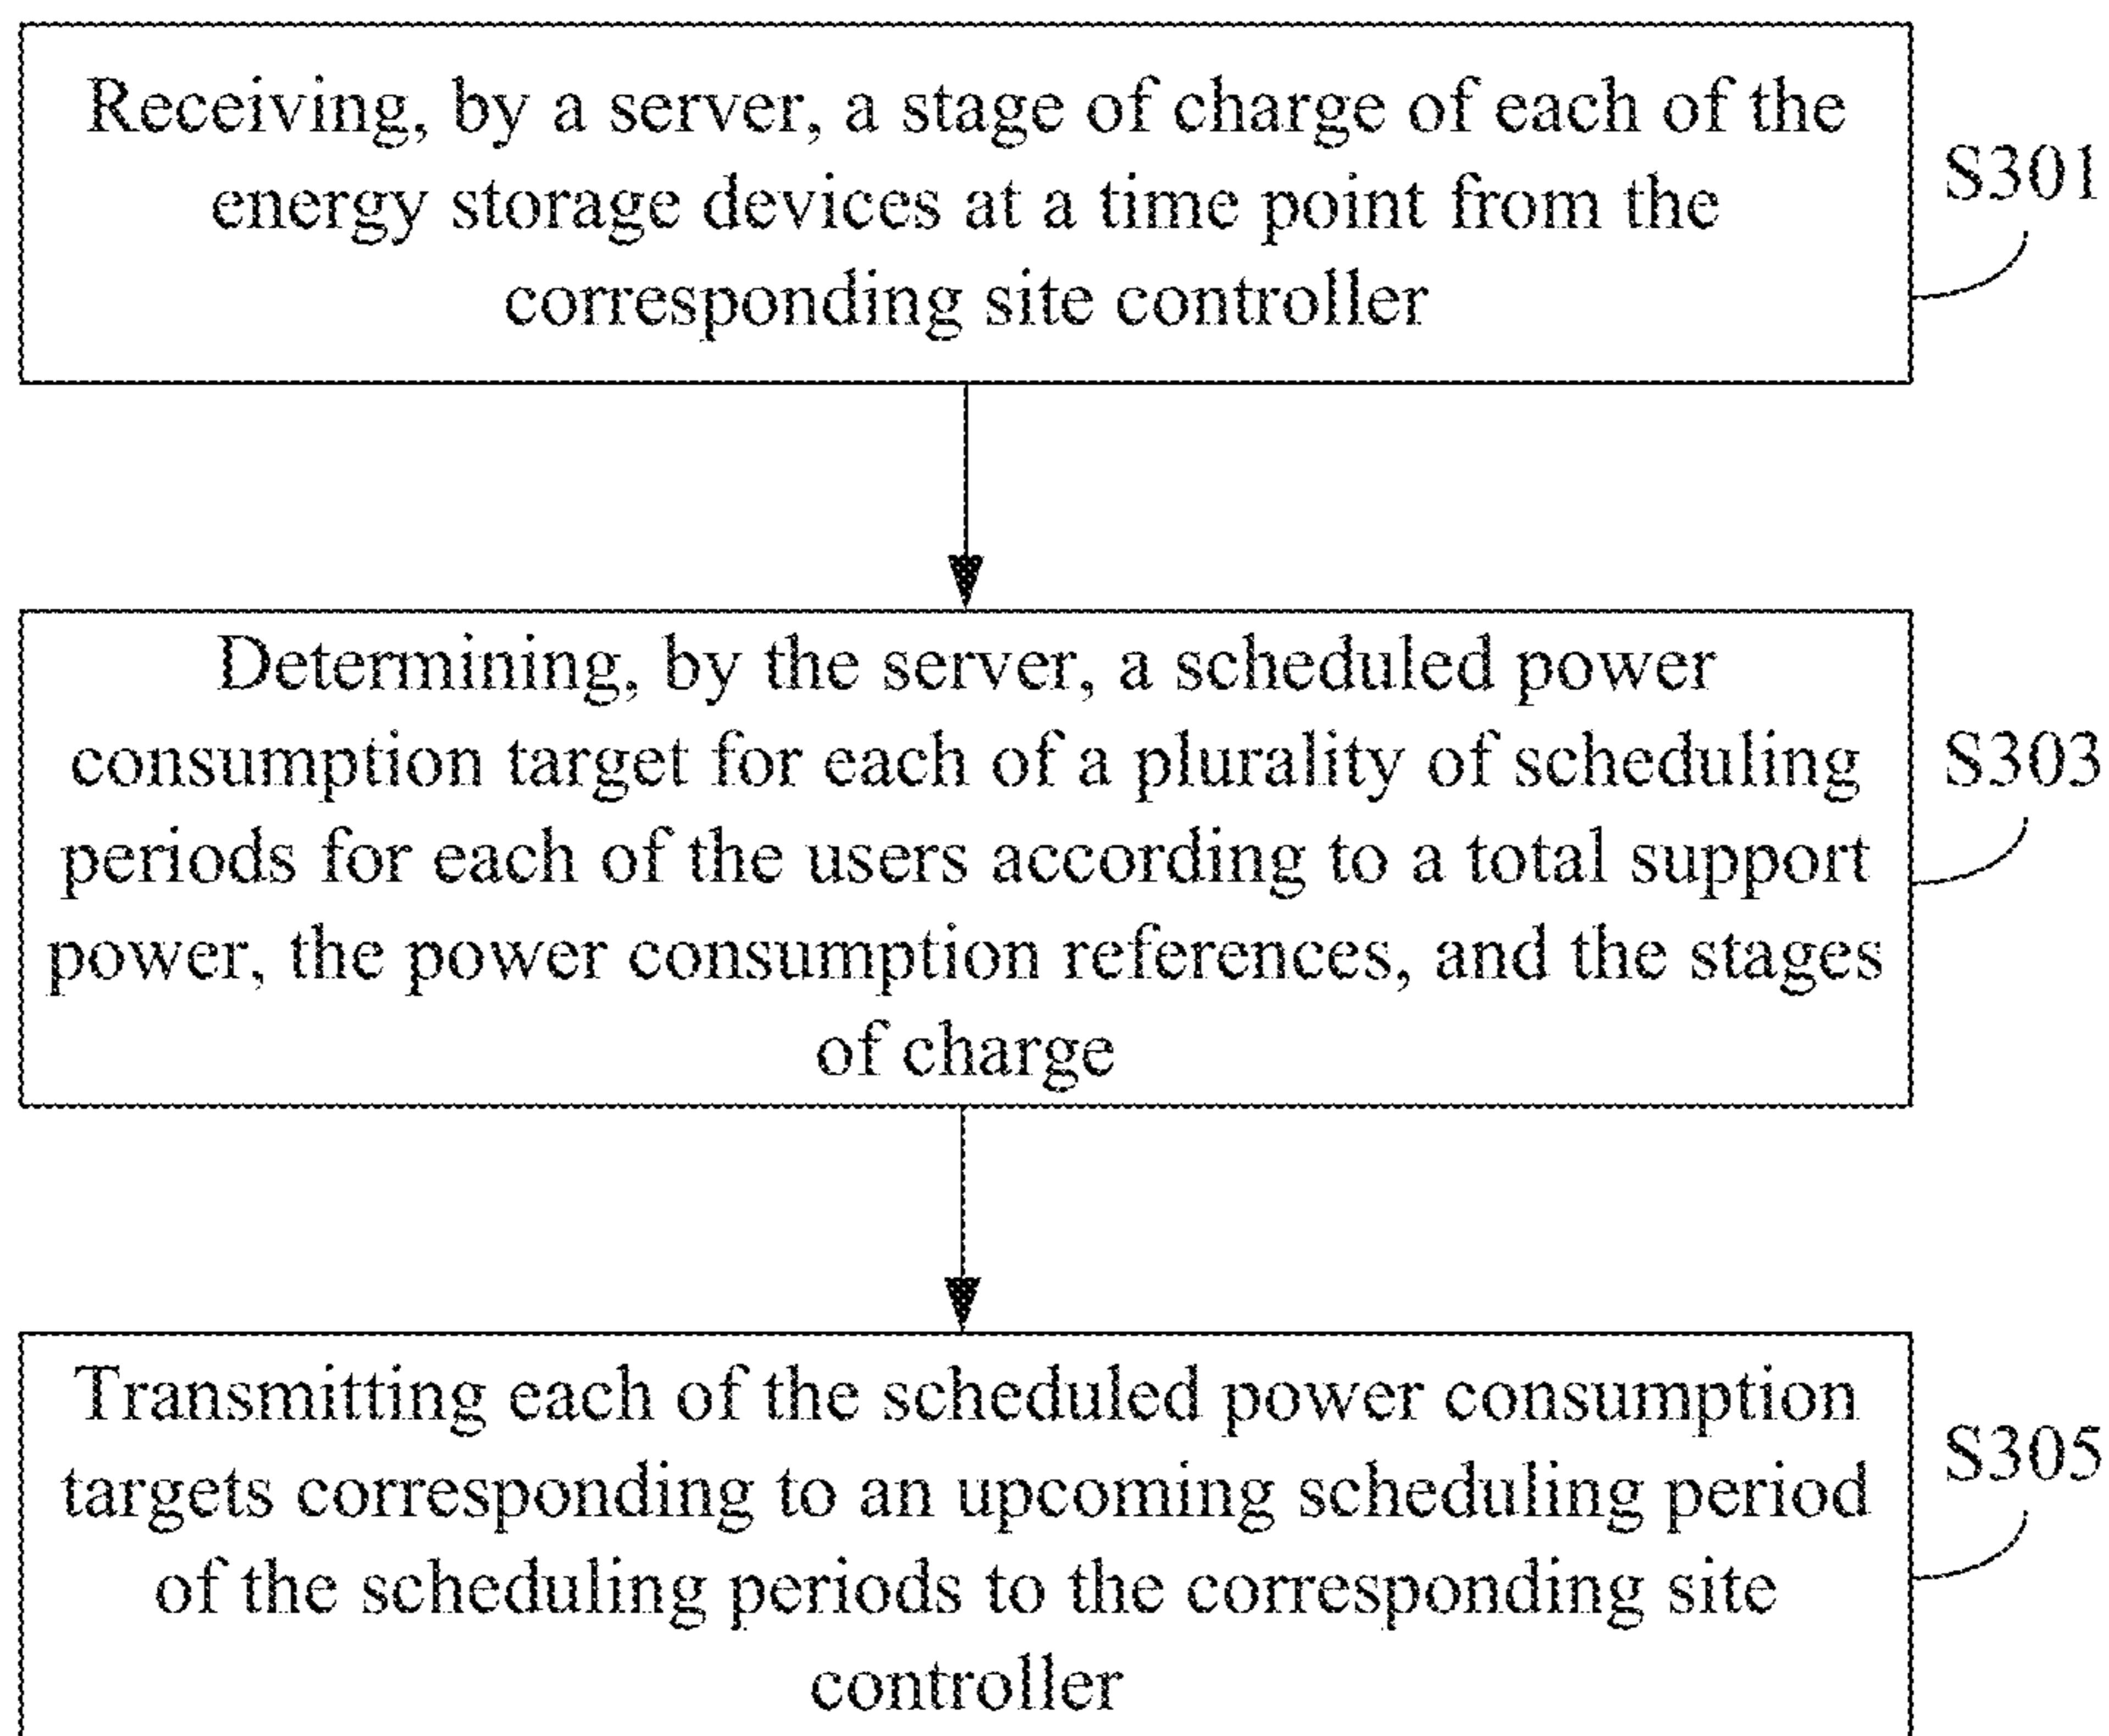 Receiving, by a server, a stage of charge of each of the
energy storage devices at a time point from the
corresponding site controller
S301
Determining, by the server, a scheduled power
consumption target for each of a plurality of scheduling
periods for each of the users according to a total support
power, the power consumption references, and the stages
of charge
S303
Transmitting each of the scheduled power consumption
targets corresponding to an upcoming scheduling period
of the scheduling periods to the corresponding site
controller
S305